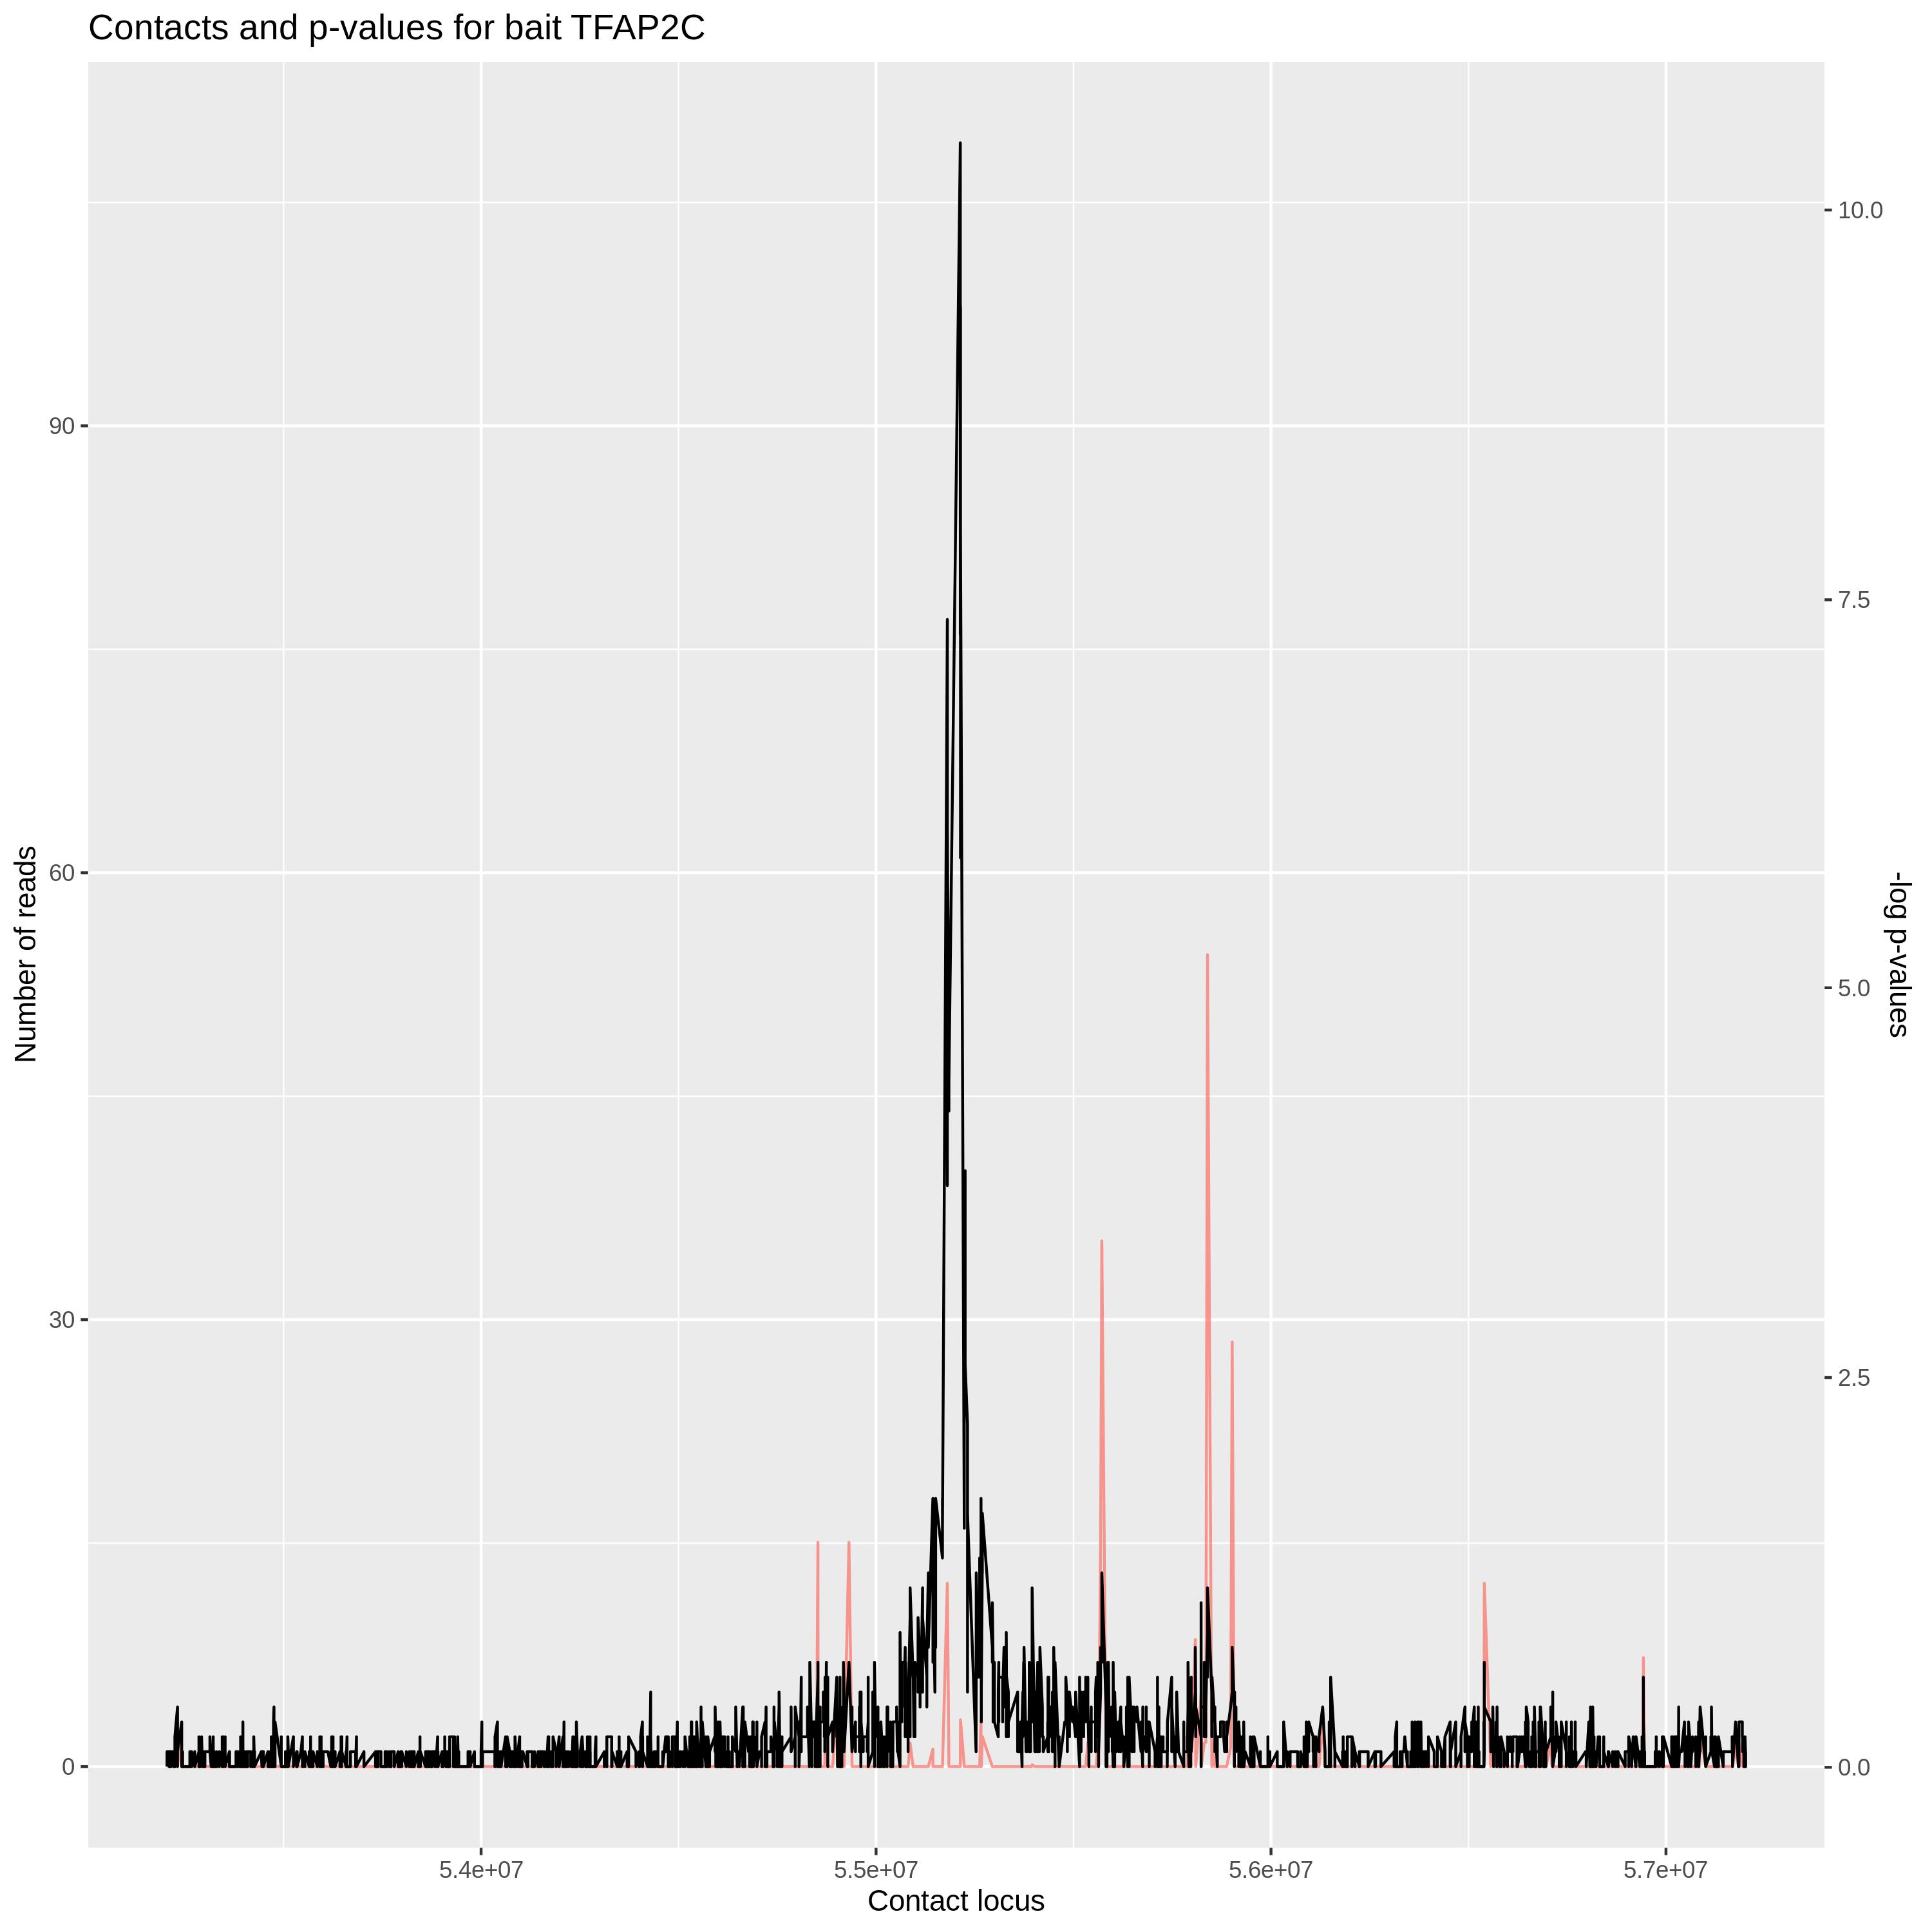 Contacts and p-values for bait TFAP2C
90
60
30
0
Number of reads
10.0
7.5
5.0
2.5
0.0
-log p-values
5.4e+07 5.5e+07 5.6e+07 5.7e+07
Contact locus